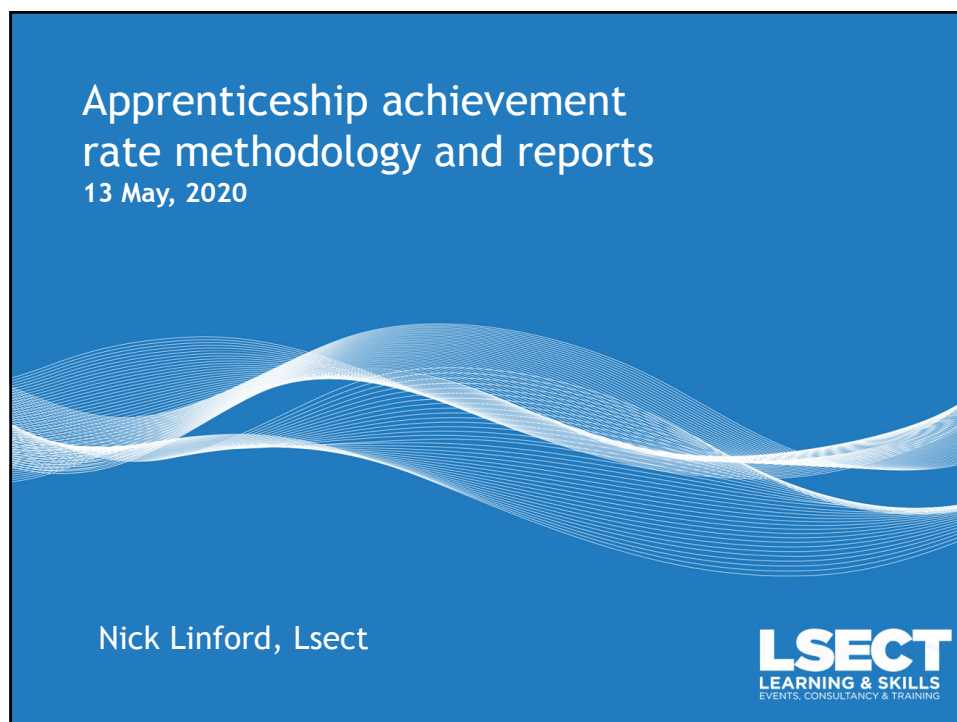 Apprenticeship achievement
rate methodology and reports
13 May, 2020
Nick Linford, Lsect
LSECT
LEARNING & SKILLS
EVENTS, CONSULTANCY & TRAINING